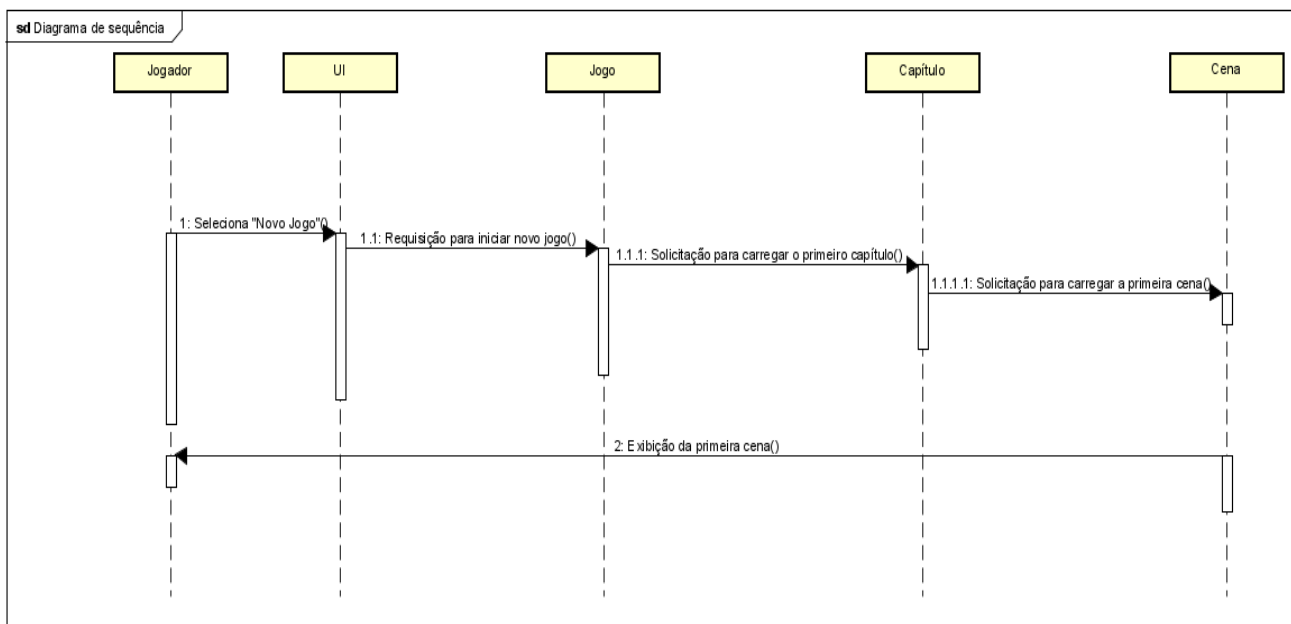 sd Diagrama de sequência
Jogador
UI
Jogo
Capítulo
Cena
1: Seleciona "Novo Jogo"()
1.1: Requisição para iniciar novo jogo()
1.1.1: Solicitação para carregar o primeiro capítulo()
1.1.1.1: Solicitação para carregar a primeira cena()
2: Exibição da primeira cena()